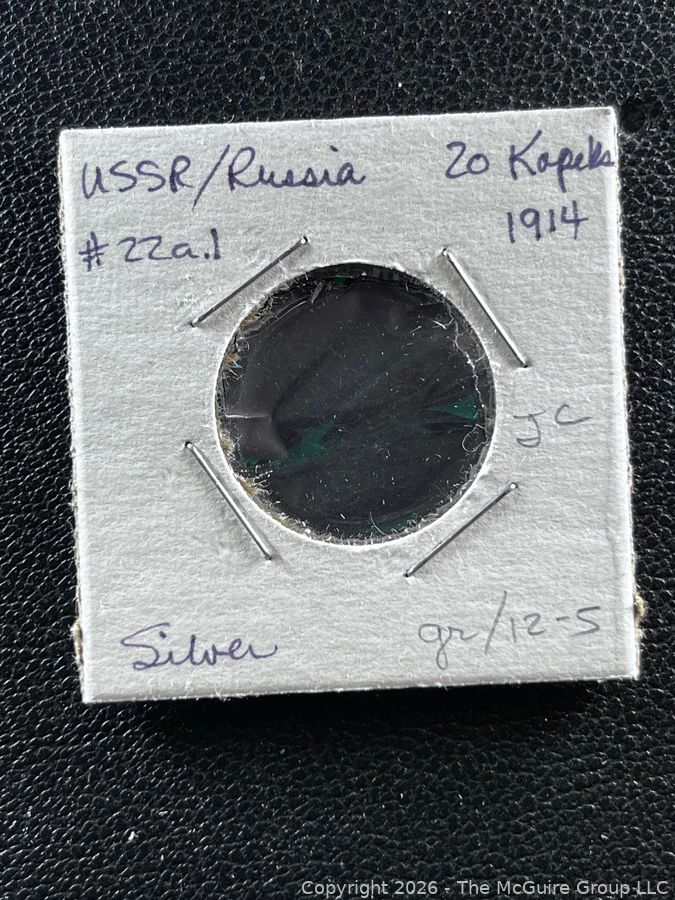 USSR/Russia 20 Kopeks
#22a.1 1914
JC
Silver gr/12-5
Copyright 2026 - The McGuire Group LLC